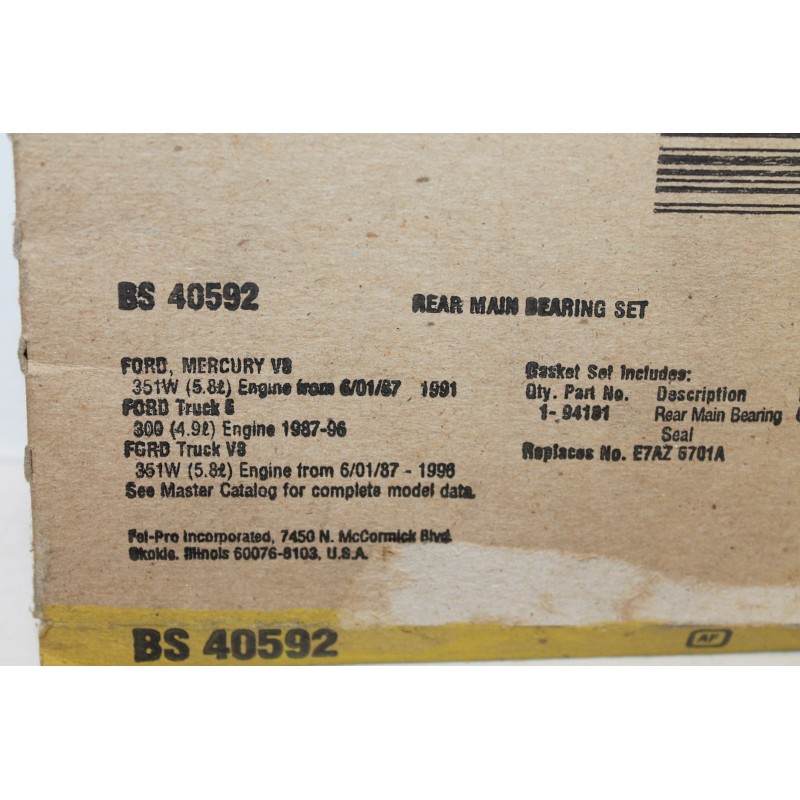 BS 40592
REAR MAIN BEARING SET
FORD, MERCURY V8
351W (5.8ℓ) Engine from 6/01/87 1991
FORD Truck 6
300 (4.9ℓ) Engine 1987-96
FORD Truck V8
351W (5.8ℓ) Engine from 6/01/87 - 1996
See Master Catalog for complete model data.
Gasket Set Includes:
Qty. Part No. Description
1- 94191 Rear Main Bearing
Seal
Replaces No. E7AZ 6701A
Fel-Pro Incorporated, 7450 N. McCormick Blvd.
Skokie, Illinois 60076-8103, U.S.A.
BS 40592
AF